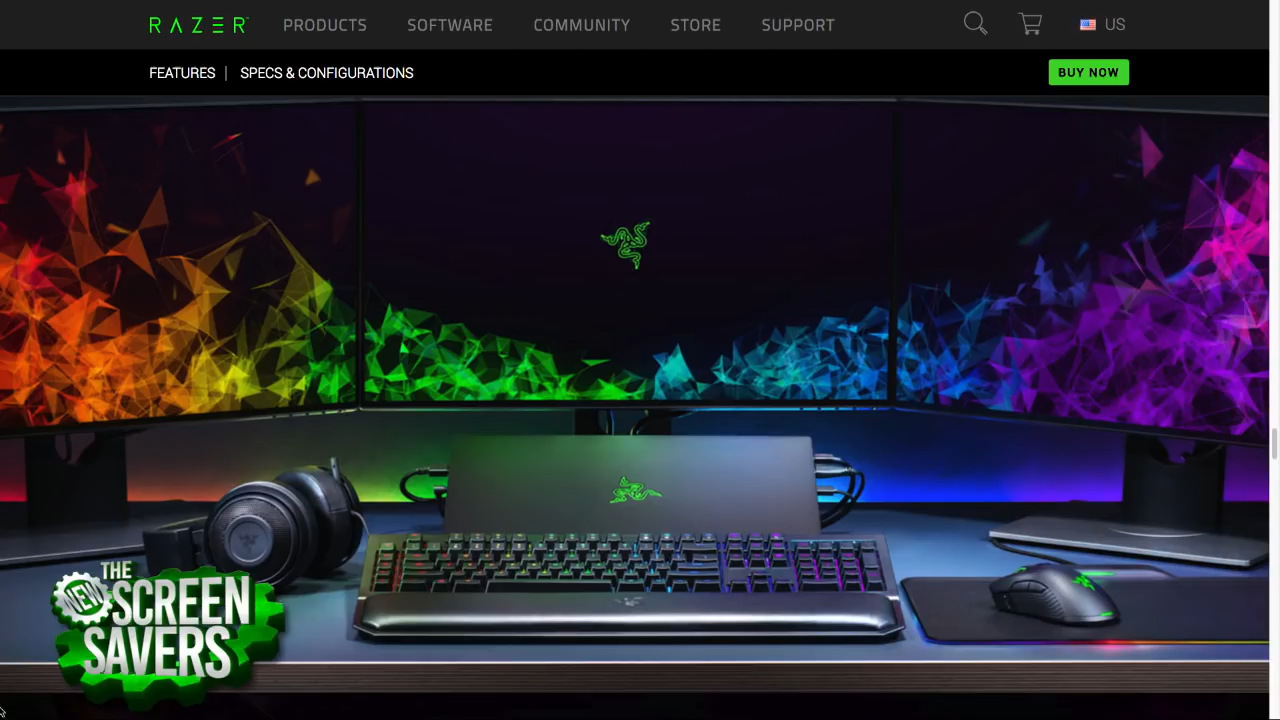 RAZER
PRODUCTS
SOFTWARE
COMMUNITY
STORE
SUPPORT
US
FEATURES | SPECS & CONFIGURATIONS
BUY NOW
THE
NEW SCREEN
SAVERS